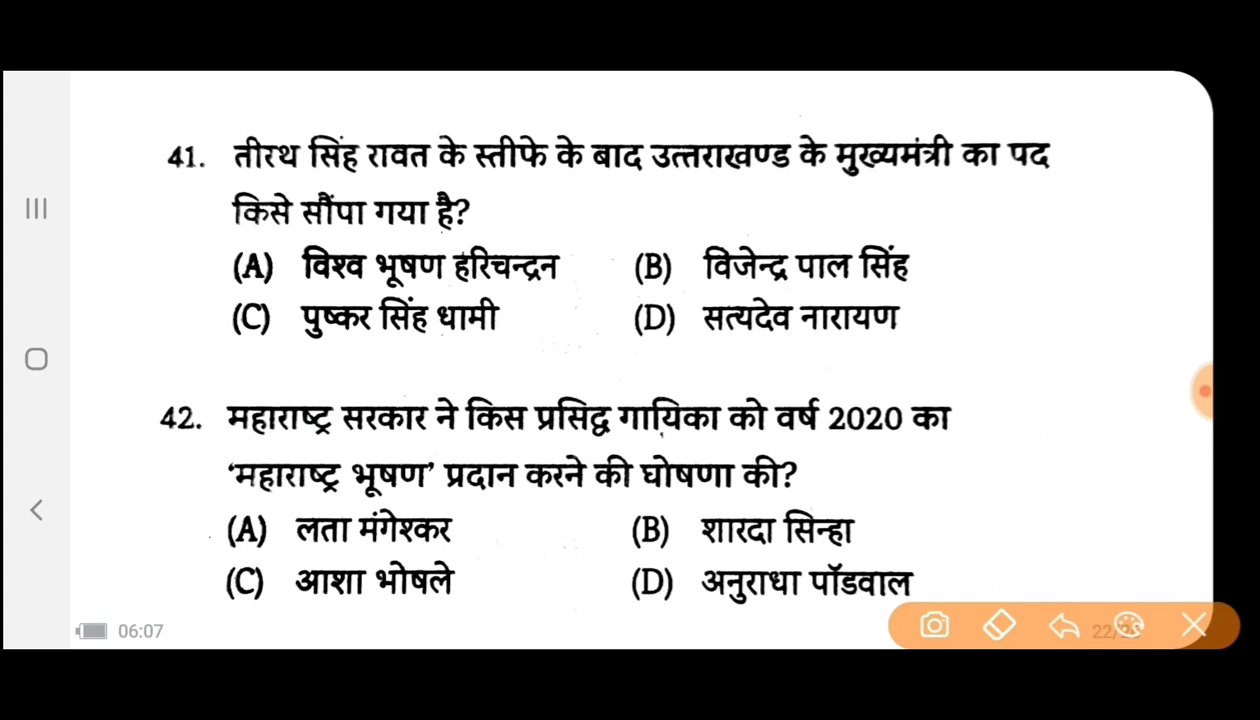 41. तीरथ सिंह रावत के स्तीफे के बाद उत्तराखण्ड के मुख्यमंत्री का पद
किसे सौंपा गया है?
(A) विश्व भूषण हरिचन्द्रन (B) विजेन्द्र पाल सिंह
(C) पुष्कर सिंह धामी (D) सत्यदेव नारायण
42. महाराष्ट्र सरकार ने किस प्रसिद्ध गायिका को वर्ष 2020 का
'महाराष्ट्र भूषण' प्रदान करने की घोषणा की?
(A) लता मंगेश्कर (B) शारदा सिन्हा
(C) आशा भोषले (D) अनुराधा पॉडवाल
06:07